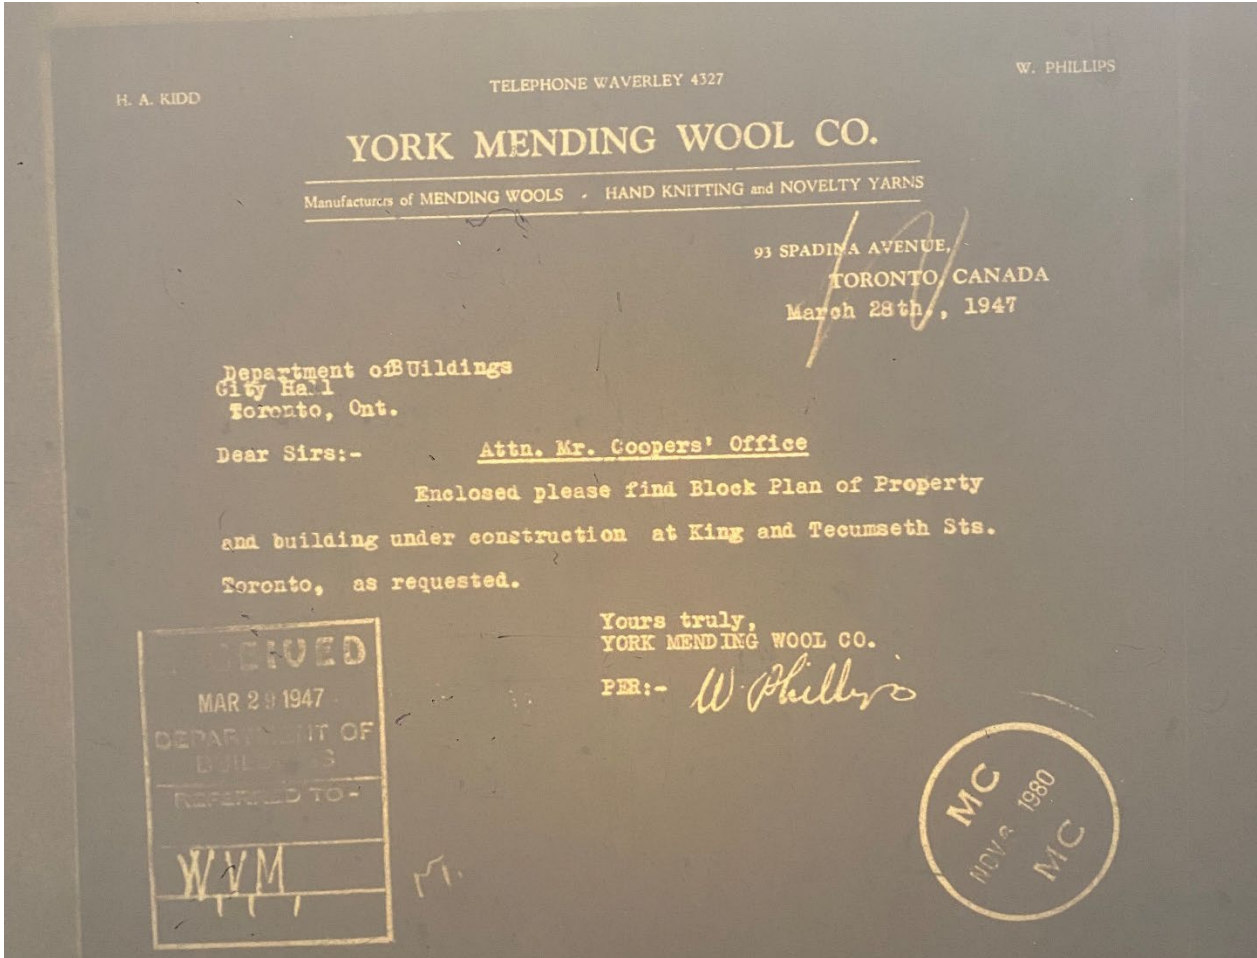 H. A. KIDD
TELEPHONE WAVERLEY 4327
W. PHILLIPS
YORK MENDING WOOL CO.
Manufacturers of MENDING WOOLS - HAND KNITTING and NOVELTY YARNS
93 SPADINA AVENUE,
TORONTO, CANADA
March 28th., 1947
Department ofBUildings
City Hall
Toronto, Ont.
Dear Sirs:- Attn. Mr. Coopers' Office
Enclosed please find Block Plan of Property
and building under construction at King and Tecumseth Sts.
Toronto, as requested.
Yours truly,
YORK MENDING WOOL CO.
PER:- W. Phillips
RECEIVED
MAR 29 1947
DEPARTMENT OF
BUILDINGS
REFERRED TO-
WVM
M.
MC
NOV 1980
MC